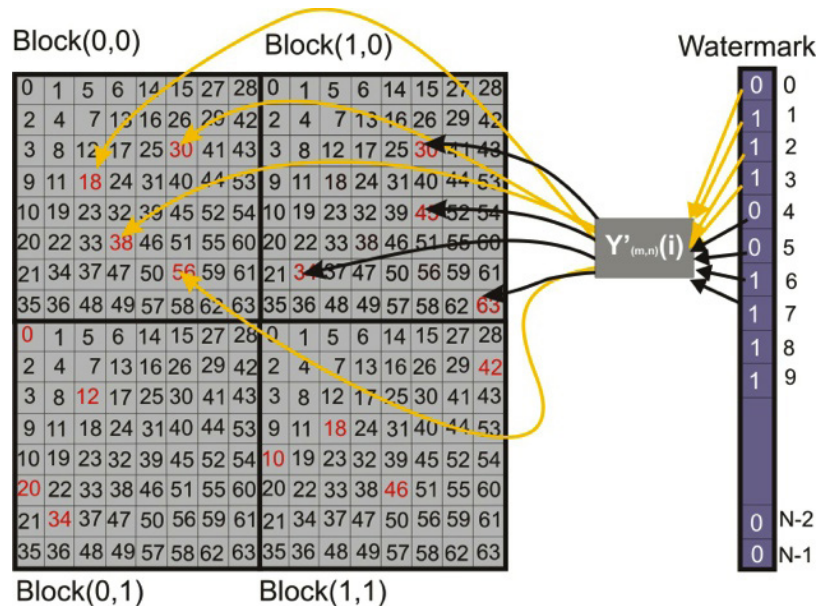 Block(0,0)
Block(1,0)
Watermark
0 1 5 6 14 15 27 28 0 1 5 6 14 15 27 28
2 4 7 13 16 26 29 42 2 4 7 13 16 26 29 42
3 8 12 17 25 30 41 43 3 8 12 17 25 30 41 43
9 11 18 24 31 40 44 53 9 11 18 24 31 40 44 53
10 19 23 32 39 45 52 54 10 19 23 32 39 45 52 54
20 22 33 38 46 51 55 60 20 22 33 38 46 51 55 60
21 34 37 47 50 56 59 61 21 34 37 47 50 56 59 61
35 36 48 49 57 58 62 63 35 36 48 49 57 58 62 63
0 1 5 6 14 15 27 28 0 1 5 6 14 15 27 28
2 4 7 13 16 26 29 42 2 4 7 13 16 26 29 42
3 8 12 17 25 30 41 43 3 8 12 17 25 30 41 43
9 11 18 24 31 40 44 53 9 11 18 24 31 40 44 53
10 19 23 32 39 45 52 54 10 19 23 32 39 45 52 54
20 22 33 38 46 51 55 60 20 22 33 38 46 51 55 60
21 34 37 47 50 56 59 61 21 34 37 47 50 56 59 61
35 36 48 49 57 58 62 63 35 36 48 49 57 58 62 63
Block(0,1)
Block(1,1)
Y'(m,n)(i)
0 0
1 1
1 2
1 3
0 4
0 5
1 6
1 7
1 8
1 9
0 N-2
0 N-1